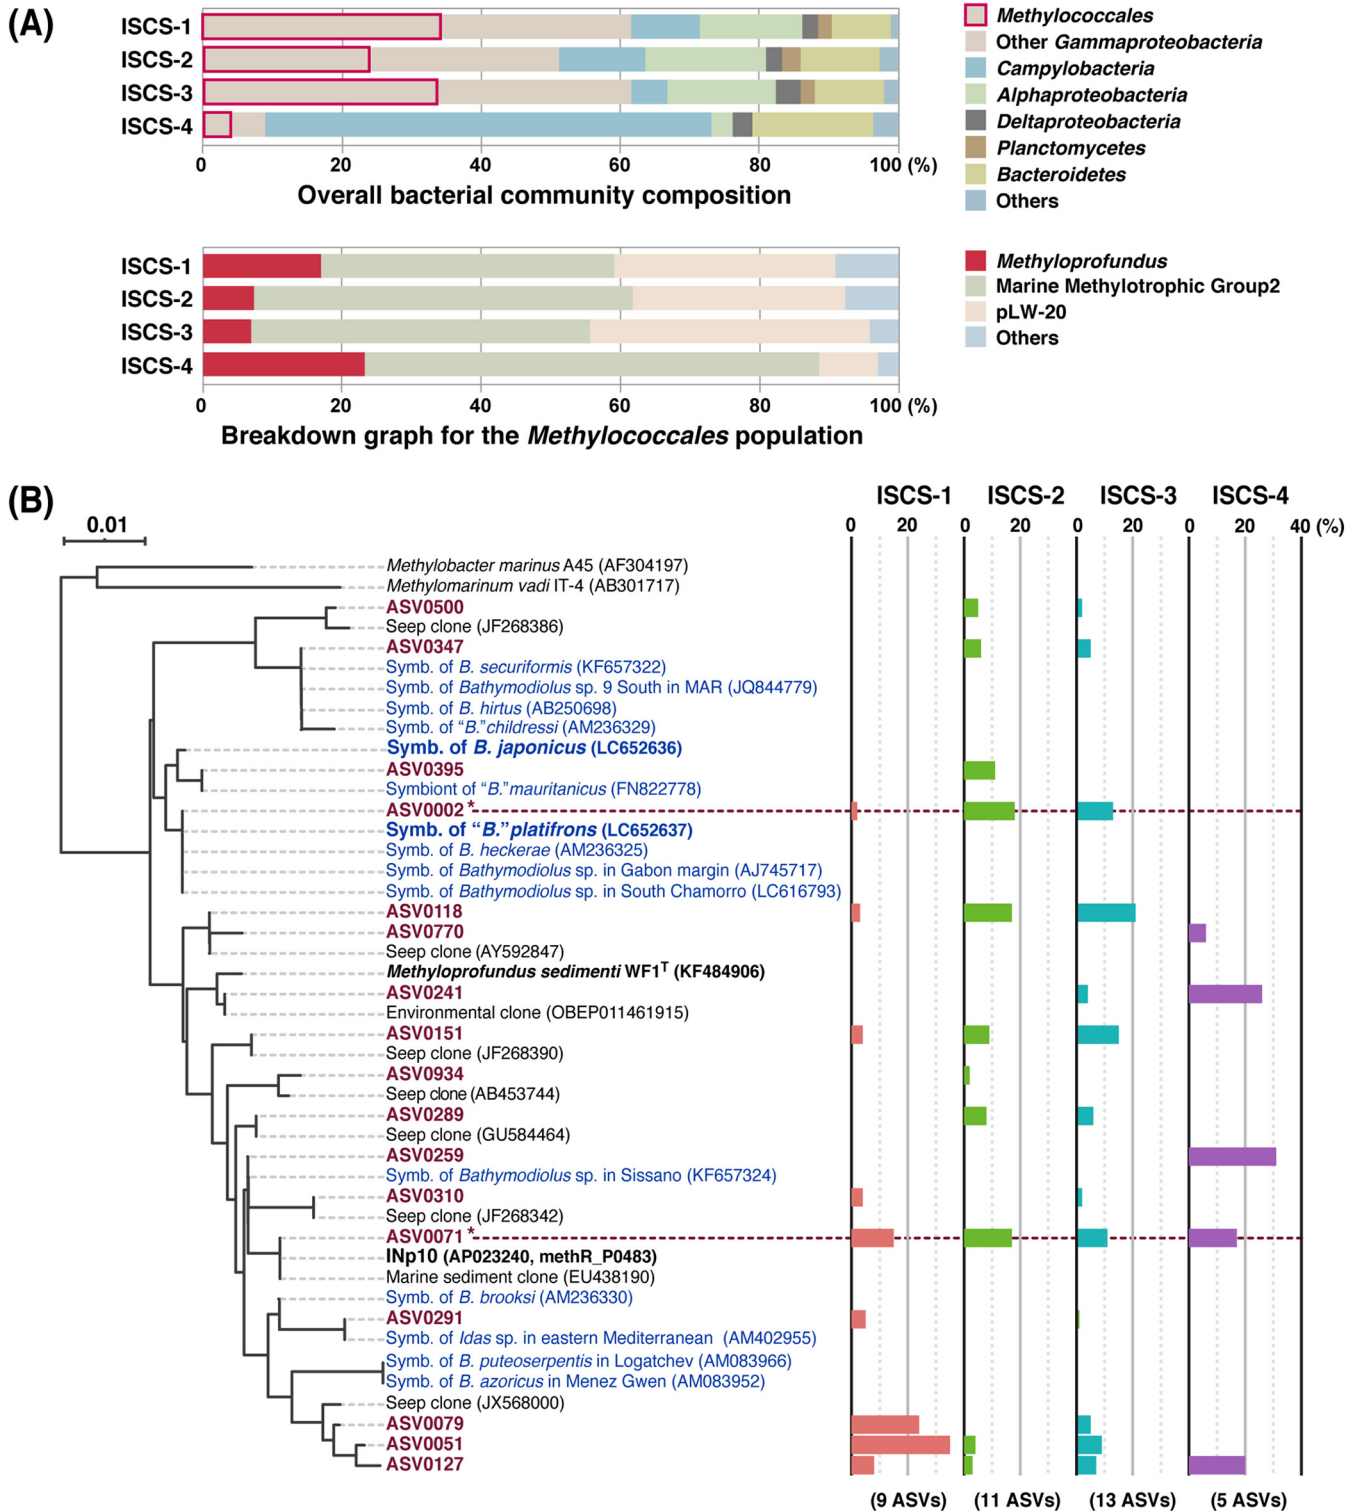 (A)
ISCS-1
ISCS-2
ISCS-3
ISCS-4
0 20 40 60 80 100 (%)
Overall bacterial community composition
Methylococcales
Other Gammaproteobacteria
Campylobacteria
Alphaproteobacteria
Deltaproteobacteria
Planctomycetes
Bacteroidetes
Others
ISCS-1
ISCS-2
ISCS-3
ISCS-4
0 20 40 60 80 100 (%)
Breakdown graph for the Methylococcales population
Methyloprofundus
Marine Methylotrophic Group2
pLW-20
Others
(B)
ISCS-1 ISCS-2 ISCS-3 ISCS-4
0.01
0 20 0 20 0 20 0 20 40 (%)
Methylobacter marinus A45 (AF304197)
Methylomarinum vadi IT-4 (AB301717)
ASV0500
Seep clone (JF268386)
ASV0347
Symb. of B. securiformis (KF657322)
Symb. of Bathymodiolus sp. 9 South in MAR (JQ844779)
Symb. of B. hirtus (AB250698)
Symb. of “B.”childressi (AM236329)
Symb. of B. japonicus (LC652636)
ASV0395
Symbiont of “B.”mauritanicus (FN822778)
ASV0002*
Symb. of “B.”platifrons (LC652637)
Symb. of B. heckerae (AM236325)
Symb. of Bathymodiolus sp. in Gabon margin (AJ745717)
Symb. of Bathymodiolus sp. in South Chamorro (LC616793)
ASV0118
ASV0770
Seep clone (AY592847)
Methyloprofundus sedimenti WF1T (KF484906)
ASV0241
Environmental clone (OBEP011461915)
ASV0151
Seep clone (JF268390)
ASV0934
Seep clone (AB453744)
ASV0289
Seep clone (GU584464)
ASV0259
Symb. of Bathymodiolus sp. in Sissano (KF657324)
ASV0310
Seep clone (JF268342)
ASV0071*
INp10 (AP023240, methR_P0483)
Marine sediment clone (EU438190)
Symb. of B. brooksi (AM236330)
ASV0291
Symb. of Idas sp. in eastern Mediterranean (AM402955)
Symb. of B. puteoserpentis in Logatchev (AM083966)
Symb. of B. azoricus in Menez Gwen (AM083952)
Seep clone (JX568000)
ASV0079
ASV0051
ASV0127
(9 ASVs) (11 ASVs) (13 ASVs) (5 ASVs)